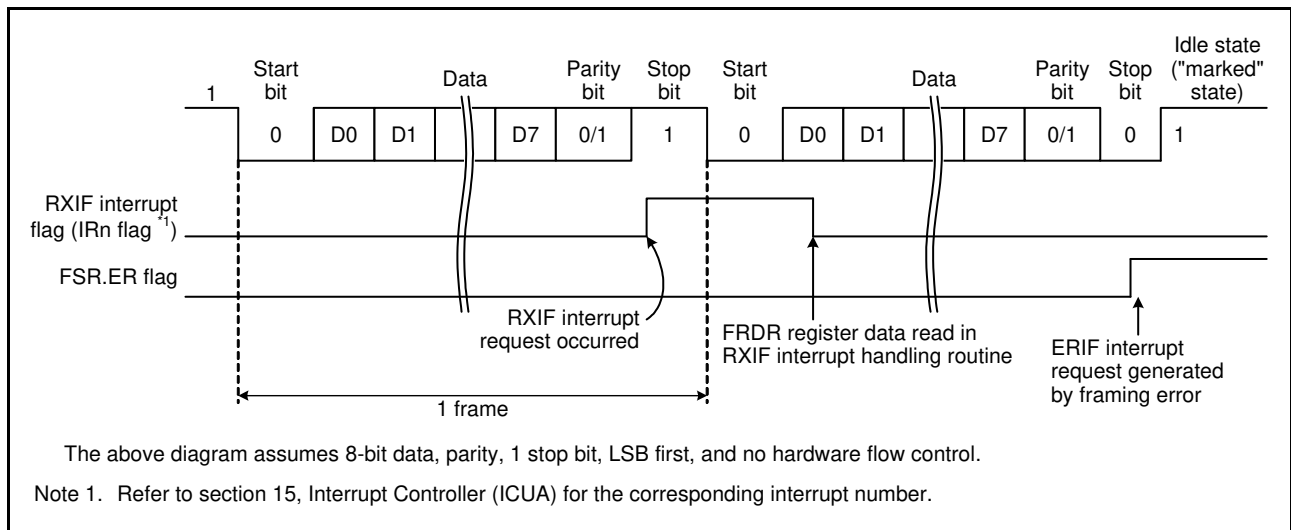 Idle state
("marked"
state)
Start
bit
Data
Parity
bit
Stop
bit
Start
bit
Data
Parity
bit
Stop
bit
1 0 D0 D1 D7 0/1 1 0 D0 D1 D7 0/1 0 1
RXIF interrupt
flag (IRn flag *1)
FSR.ER flag
RXIF interrupt
request occurred
FRDR register data read in
RXIF interrupt handling routine
ERIF interrupt
request generated
by framing error
1 frame
The above diagram assumes 8-bit data, parity, 1 stop bit, LSB first, and no hardware flow control.
Note 1. Refer to section 15, Interrupt Controller (ICUA) for the corresponding interrupt number.